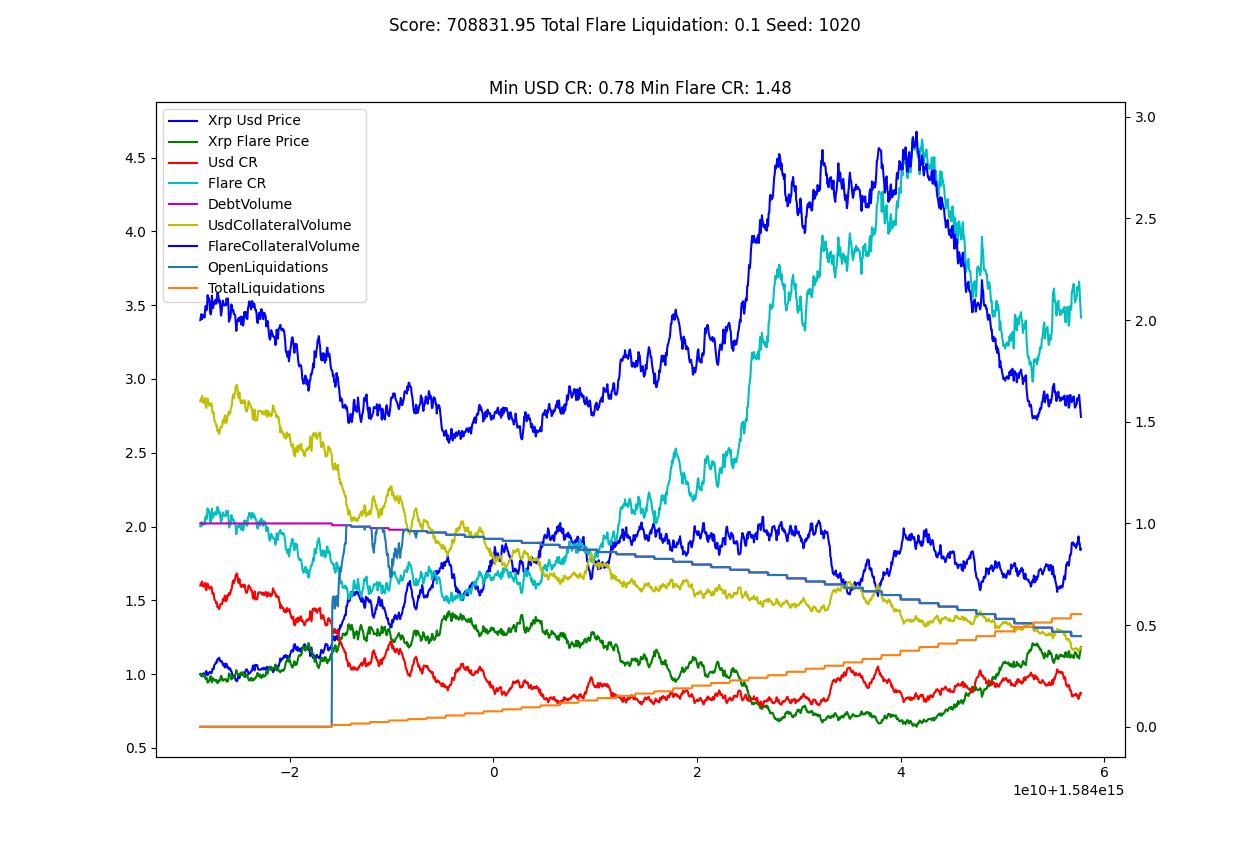 Score: 708831.95 Total Flare Liquidation: 0.1 Seed: 1020
Min USD CR: 0.78 Min Flare CR: 1.48
Xrp Usd Price
Xrp Flare Price
Usd CR
Flare CR
DebtVolume
UsdCollateralVolume
FlareCollateralVolume
OpenLiquidations
TotalLiquidations
4.5
4.0
3.5
3.0
2.5
2.0
1.5
1.0
0.5
3.0
2.5
2.0
1.5
1.0
0.5
0.0
−2 0 2 4 6
1e10+1.584e15